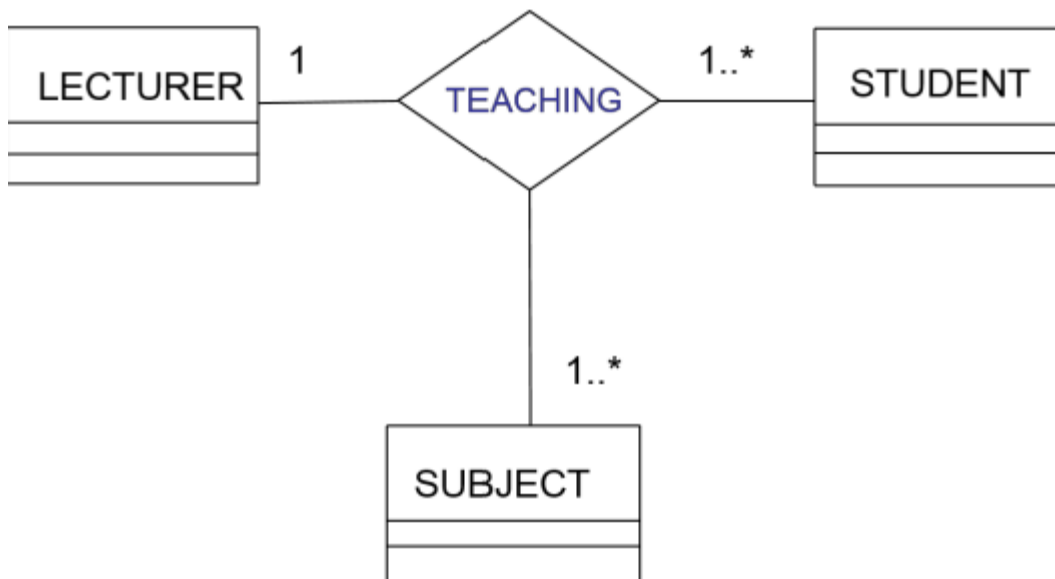 LECTURER
1
TEACHING
1..*
STUDENT
1..*
SUBJECT